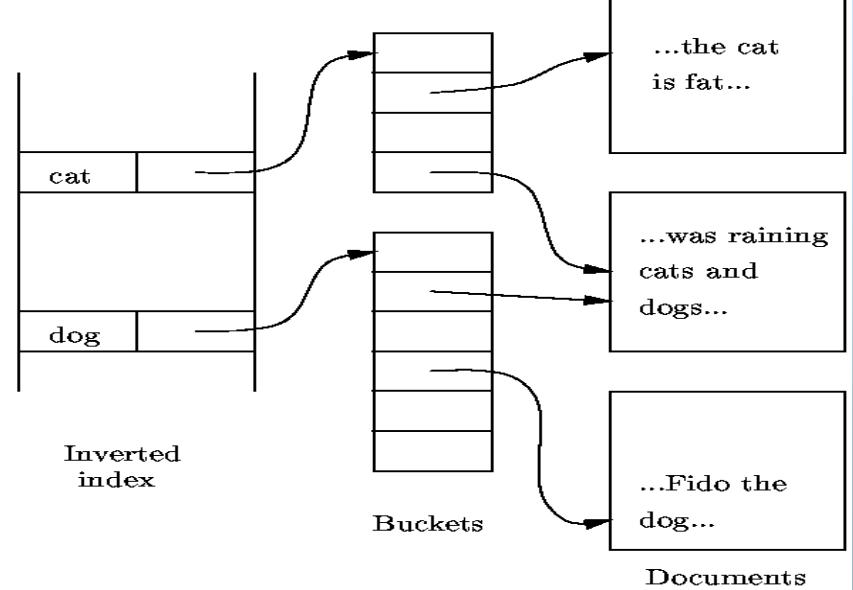 ...the cat
is fat...
cat
...was raining
cats and
dogs...
dog
Inverted
index
...Fido the
dog...
Buckets
Documents